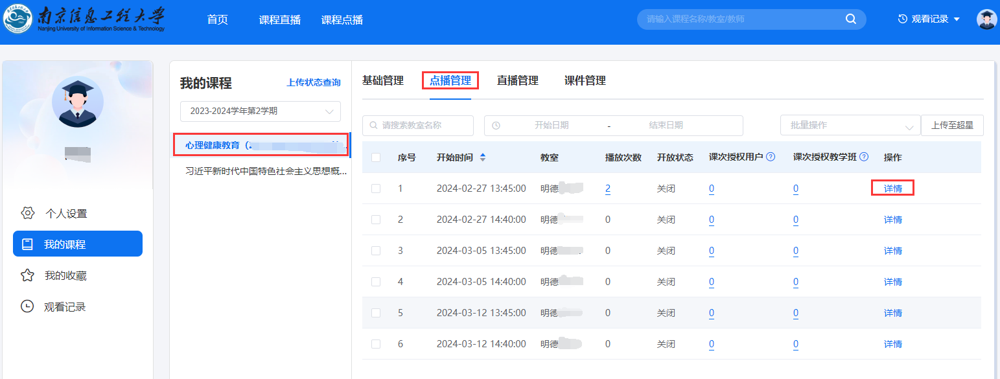 南京信息工程大学
Nanjing University of Information Science & Technology
首页 课程直播 课程点播
请输入课程名称/教室/教师
观看记录
个人设置
我的课程
我的收藏
观看记录
我的课程 上传状态查询
2023-2024学年第2学期
心理健康教育（
习近平新时代中国特色社会主义思想概...
基础管理 点播管理 直播管理 课件管理
请搜索教室名称 开始日期 - 结束日期 批量操作 上传至超星
序号 开始时间 教室 播放次数 开放状态 课次授权用户 ? 课次授权教学班 ? 操作
1 2024-02-27 13:45:00 明德 2 关闭 0 0 详情
2 2024-02-27 14:40:00 明德 0 关闭 0 0 详情
3 2024-03-05 13:45:00 明德 0 关闭 0 0 详情
4 2024-03-05 14:40:00 明德 0 关闭 0 0 详情
5 2024-03-12 13:45:00 明德 0 关闭 0 0 详情
6 2024-03-12 14:40:00 明德 0 关闭 0 0 详情